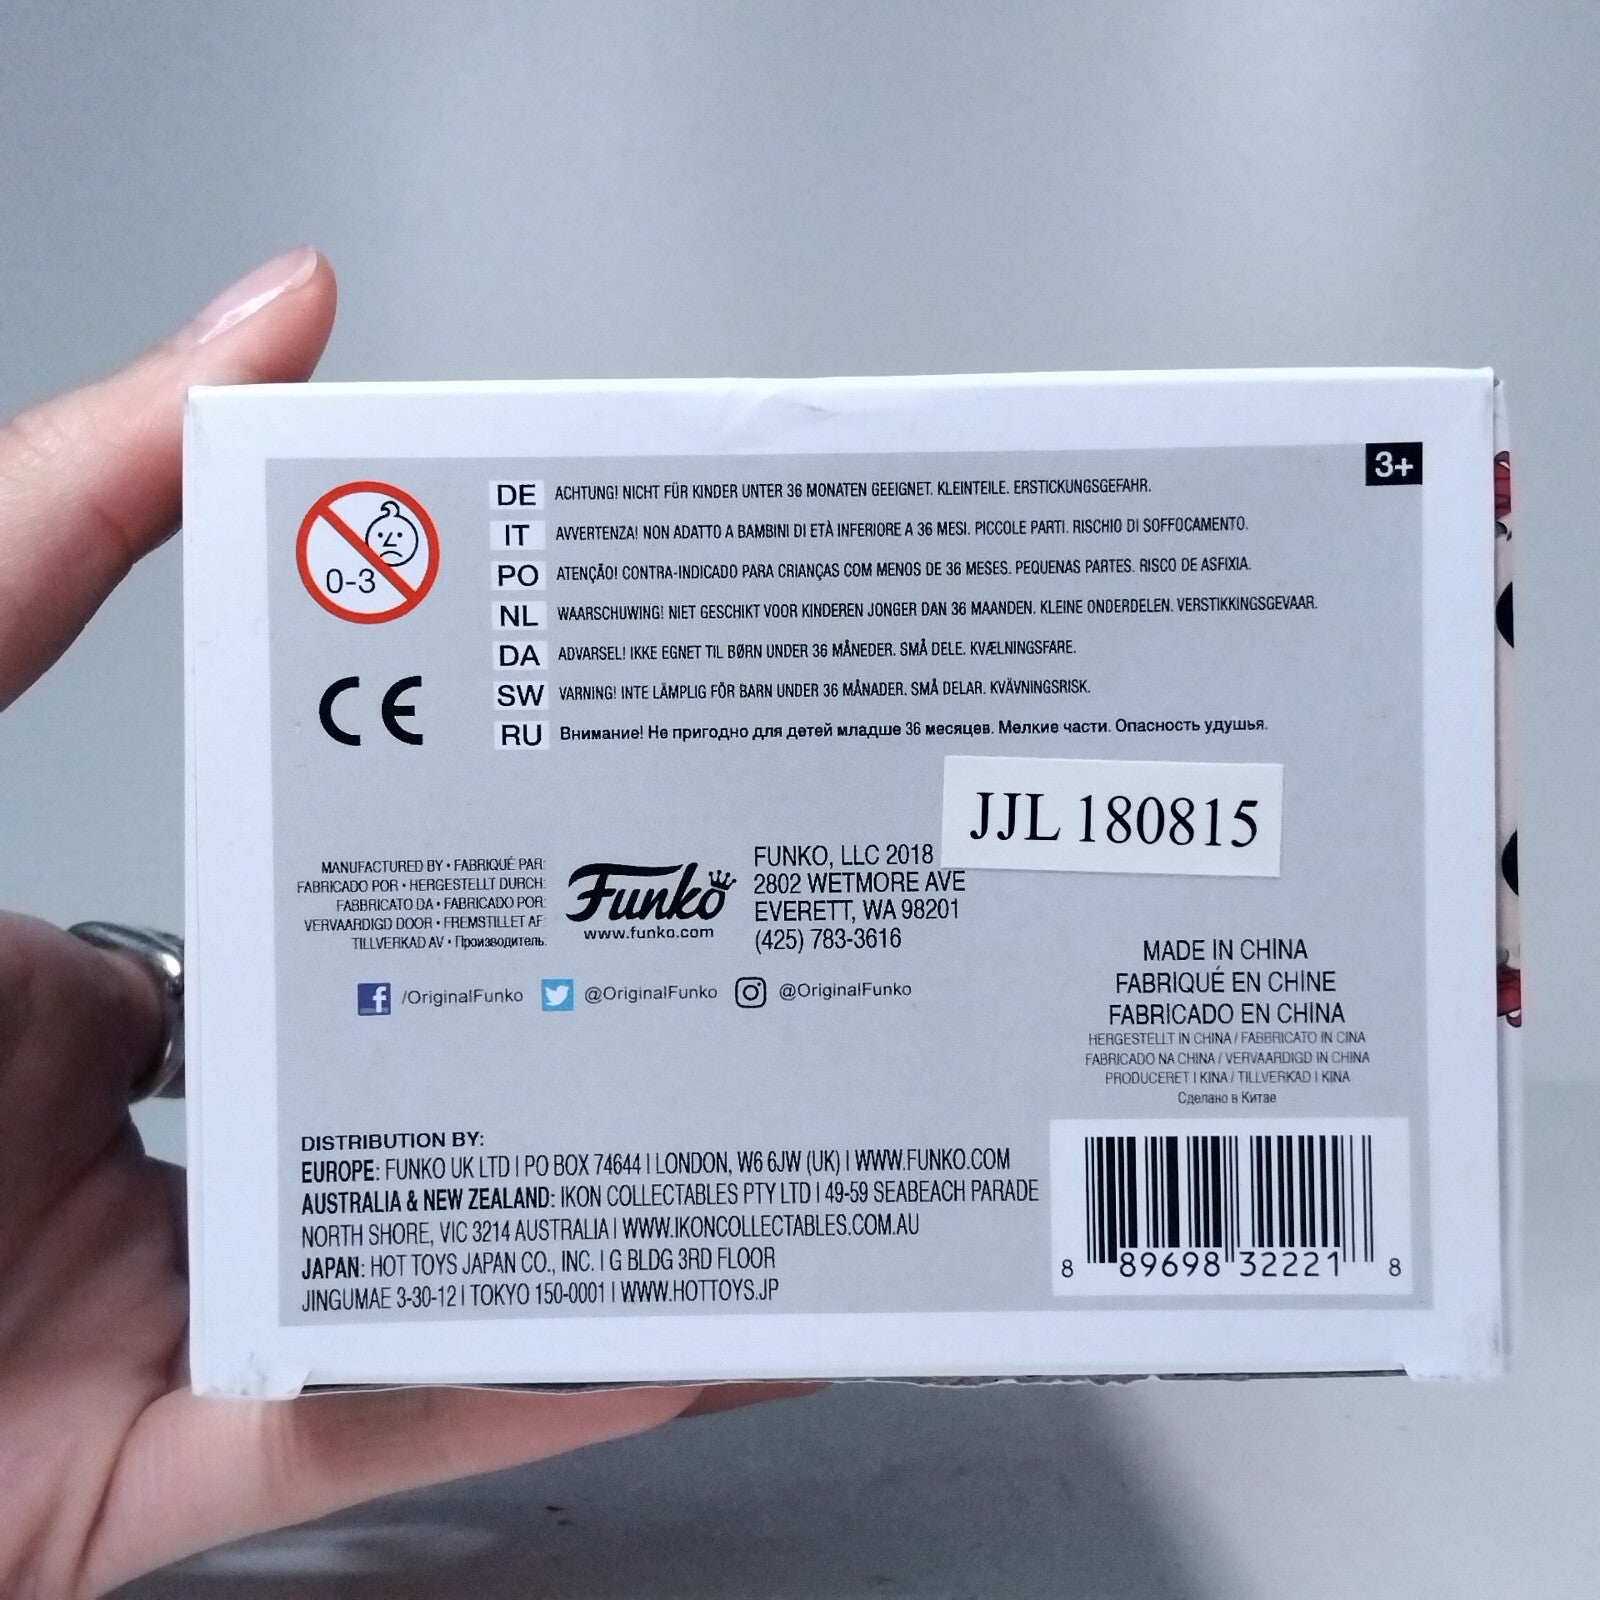 3+
0-3
DE ACHTUNG! NICHT FÜR KINDER UNTER 36 MONATEN GEEIGNET. KLEINTEILE. ERSTICKUNGSGEFAHR.
IT AVVERTENZA! NON ADATTO A BAMBINI DI ETÀ INFERIORE A 36 MESI. PICCOLE PARTI. RISCHIO DI SOFFOCAMENTO.
PO ATENÇÃO! CONTRA-INDICADO PARA CRIANÇAS COM MENOS DE 36 MESES. PEQUENAS PARTES. RISCO DE ASFIXIA.
NL WAARSCHUWING! NIET GESCHIKT VOOR KINDEREN JONGER DAN 36 MAANDEN. KLEINE ONDERDELEN. VERSTIKKINGSGEVAAR.
DA ADVARSEL! IKKE EGNET TIL BØRN UNDER 36 MÅNEDER. SMÅ DELE. KVÆLNINGSFARE.
SW VARNING! INTE LÄMPLIG FÖR BARN UNDER 36 MÅNADER. SMÅ DELAR. KVÄVNINGSRISK.
RU Внимание! Не пригодно для детей младше 36 месяцев. Мелкие части. Опасность удушья.
CE
JJL 180815
MANUFACTURED BY • FABRIQUÉ PAR:
FABRICADO POR • HERGESTELLT DURCH:
FABBRICATO DA • FABRICADO POR:
VERVAARDIGD DOOR • FREMSTILLET AF:
TILLVERKAD AV • Производитель:
Funko
www.funko.com
FUNKO, LLC 2018
2802 WETMORE AVE
EVERETT, WA 98201
(425) 783-3616
/OriginalFunko @OriginalFunko @OriginalFunko
MADE IN CHINA
FABRIQUÉ EN CHINE
FABRICADO EN CHINA
HERGESTELLT IN CHINA / FABBRICATO IN CINA
FABRICADO NA CHINA / VERVAARDIGD IN CHINA
PRODUCERET I KINA / TILLVERKAD I KINA
Сделано в Китае
DISTRIBUTION BY:
EUROPE: FUNKO UK LTD | PO BOX 74644 | LONDON, W6 6JW (UK) | WWW.FUNKO.COM
AUSTRALIA & NEW ZEALAND: IKON COLLECTABLES PTY LTD | 49-59 SEABEACH PARADE
NORTH SHORE, VIC 3214 AUSTRALIA | WWW.IKONCOLLECTABLES.COM.AU
JAPAN: HOT TOYS JAPAN CO., INC. | G BLDG 3RD FLOOR
JINGUMAE 3-30-12 | TOKYO 150-0001 | WWW.HOTTOYS.JP
8 89698 32221 8